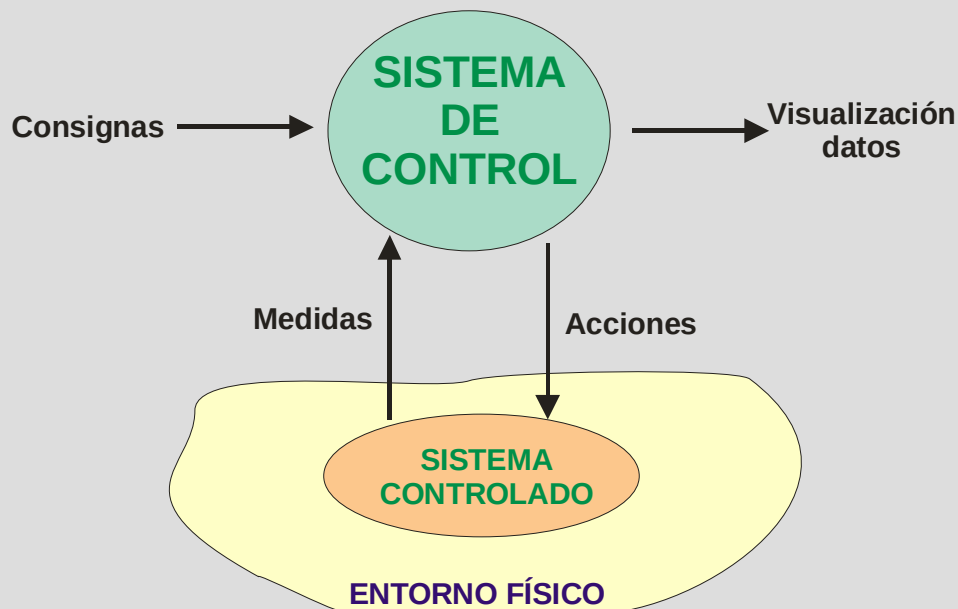 SISTEMA
DE
CONTROL
Consignas
Visualización
datos
Medidas
Acciones
SISTEMA
CONTROLADO
ENTORNO FÍSICO